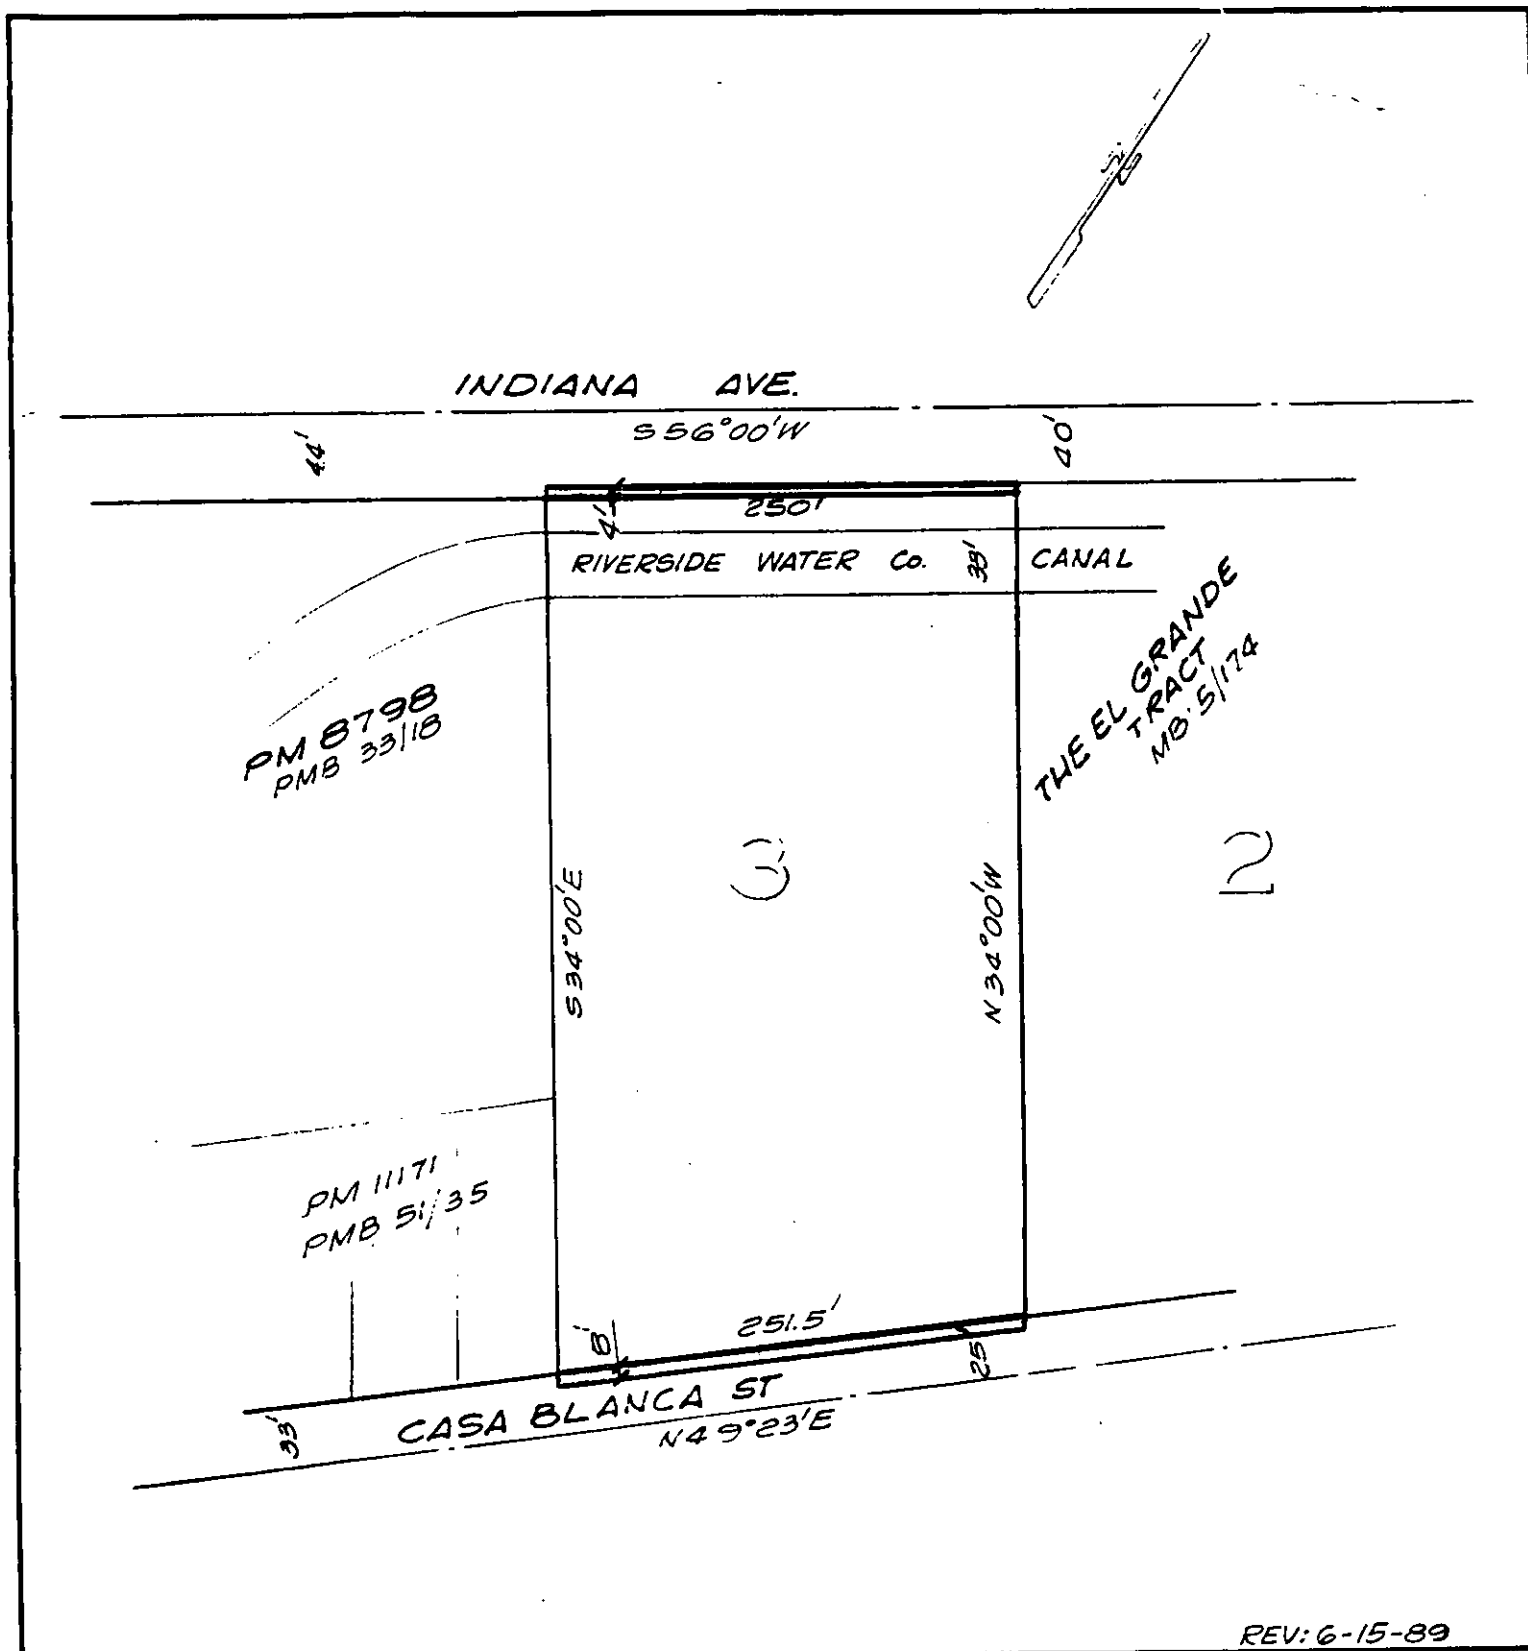 INDIANA AVE.
S 56°00'W
44'
40'
4'
250'
RIVERSIDE WATER Co.
CANAL
THE EL GRANDE
TRACT
MB 5/174
PM 8798
PMB 33/18
3
2
S 34°00'E
N 34°00'W
PM 11171
PMB 51/35
8'
251.5'
25'
33'
CASA BLANCA ST
N 49°23'E
REV: 6-15-89